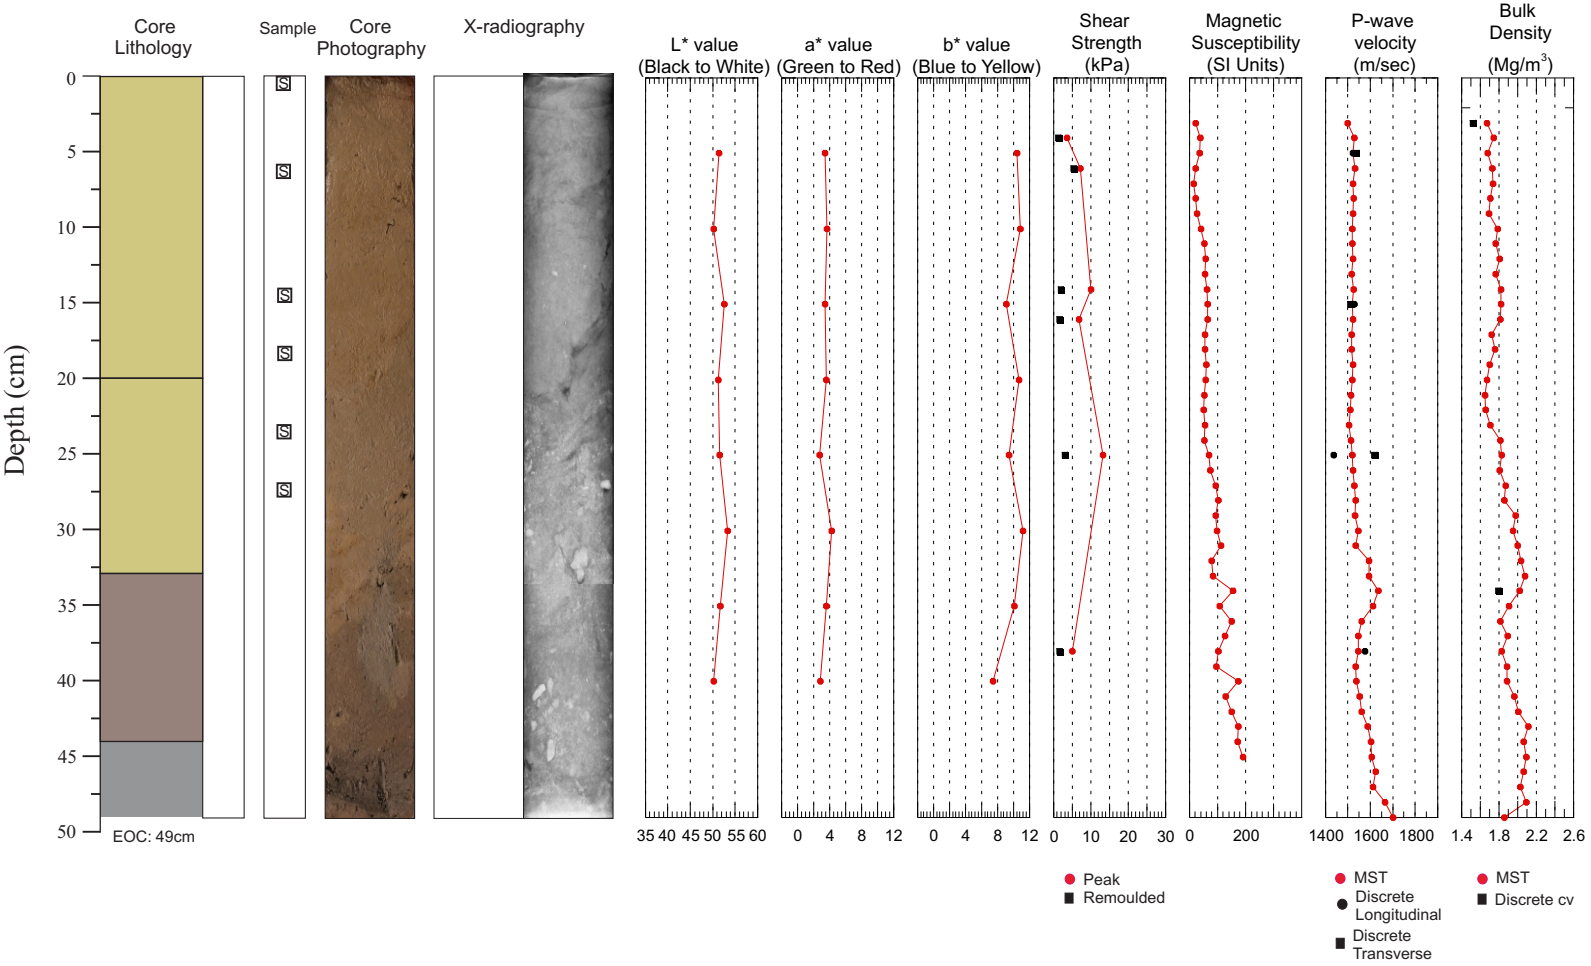 Core
Lithology
Sample
Core
Photography
X-radiography
L* value
(Black to White)
a* value
(Green to Red)
b* value
(Blue to Yellow)
Shear
Strength
(kPa)
Magnetic
Susceptibility
(SI Units)
P-wave
velocity
(m/sec)
Bulk
Density
(Mg/m3)
Depth (cm)
0
5
10
15
20
25
30
35
40
45
50
S
S
S
S
S
S
EOC: 49cm
35 40 45 50 55 60
0 4 8 12
0 4 8 12
0 10 20 30
0 200
1400 1600 1800
1.4 1.8 2.2 2.6
Peak
Remoulded
MST
Discrete
Longitudinal
Discrete
Transverse
MST
Discrete cv